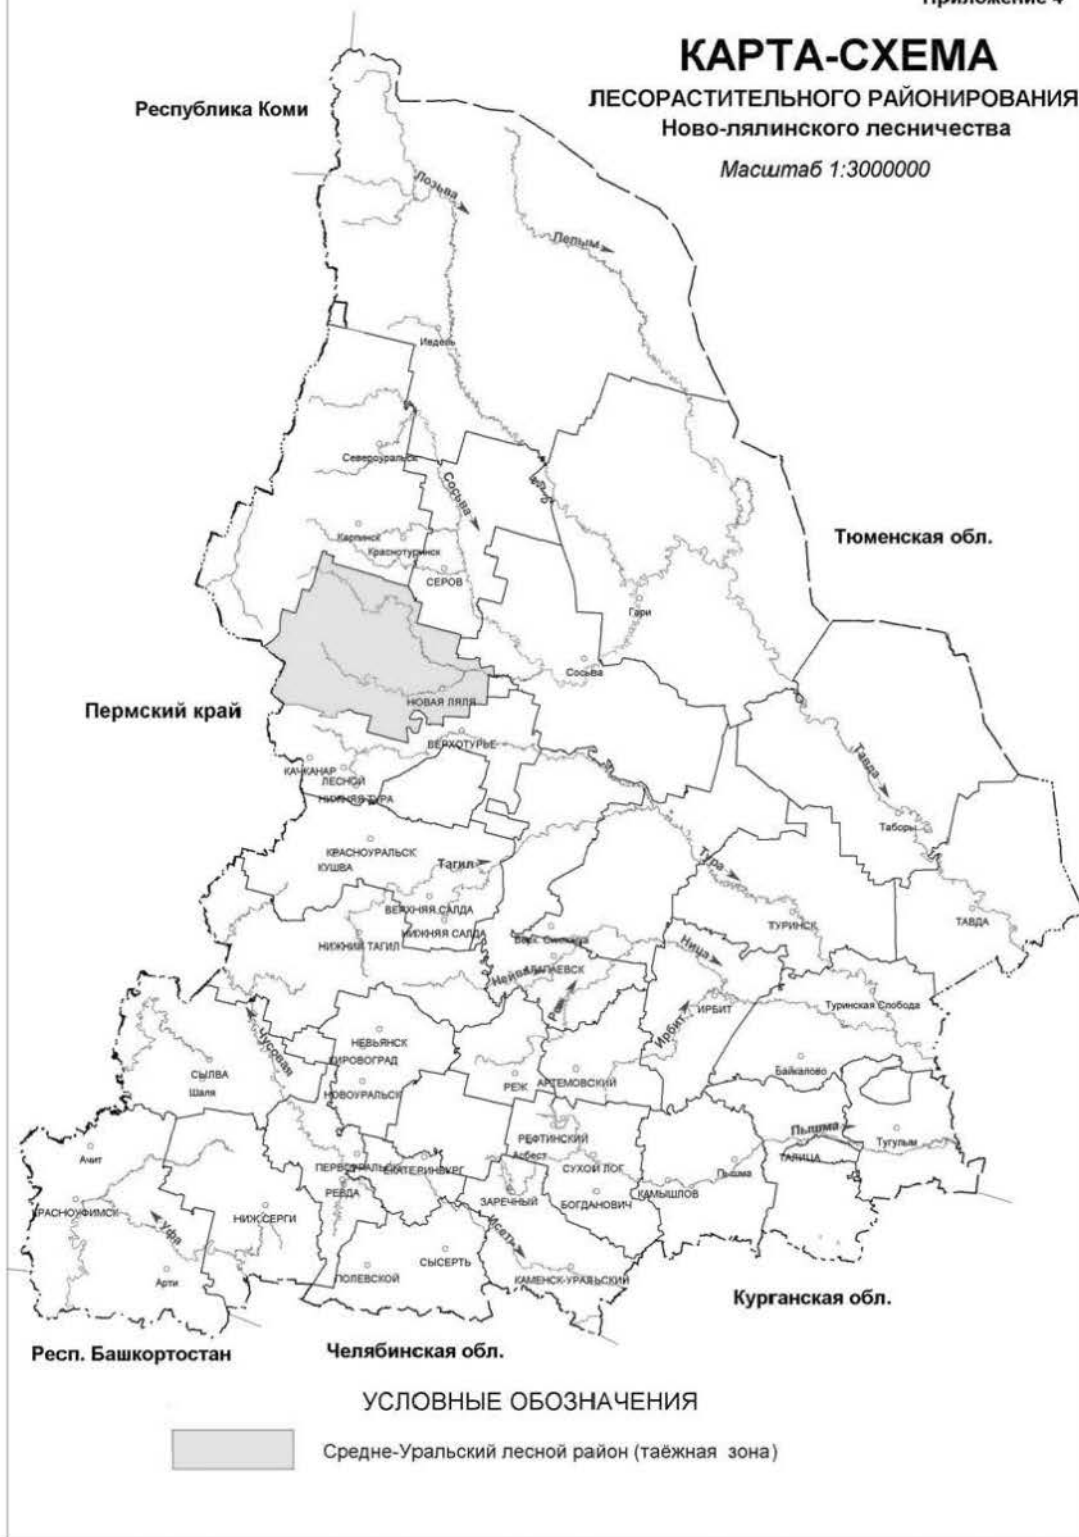 Приложение 4
КАРТА-СХЕМА
ЛЕСОРАСТИТЕЛЬНОГО РАЙОНИРОВАНИЯ
Ново-лялинского лесничества
Масштаб 1:3000000
Республика Коми
Лозьва
Пелым
Ивдель
Североуральск
Сосьва
Тюменская обл.
Карпинск
Краснотурьинск
СЕРОВ
Гари
Сосьва
НОВАЯ ЛЯЛЯ
Пермский край
ВЕРХОТУРЬЕ
КАЧКАНАР
ЛЕСНОЙ
НИЖНЯЯ ТУРА
Тавда
Таборы
КРАСНОУРАЛЬСК
КУШВА
Тагил
Тура
ВЕРХНЯЯ САЛДА
ТУРИНСК
ТАВДА
НИЖНЯЯ САЛДА
НИЖНИЙ ТАГИЛ
Ница
Нейва
АЛАПАЕВСК
Реж
ИРБИТ
Туринская Слобода
Ирбит
Чусовая
НЕВЬЯНСК
КИРОВОГРАД
СЫЛВА
Шаля
Байкалово
РЕЖ
АРТЕМОВСКИЙ
НОВОУРАЛЬСК
Пышма
РЕФТИНСКИЙ
Тугулым
Асбест
ТАЛИЦА
Ачит
ПЕРВОУРАЛЬСК
ЕКАТЕРИНБУРГ
СУХОЙ ЛОГ
Пышма
РЕВДА
ЗАРЕЧНЫЙ
БОГДАНОВИЧ
КАМЫШЛОВ
КРАСНОУФИМСК
НИЖ.СЕРГИ
Уфа
Исеть
СЫСЕРТЬ
Арти
ПОЛЕВСКОЙ
КАМЕНСК-УРАЛЬСКИЙ
Курганская обл.
Респ. Башкортостан
Челябинская обл.
УСЛОВНЫЕ ОБОЗНАЧЕНИЯ
Средне-Уральский лесной район (таёжная зона)